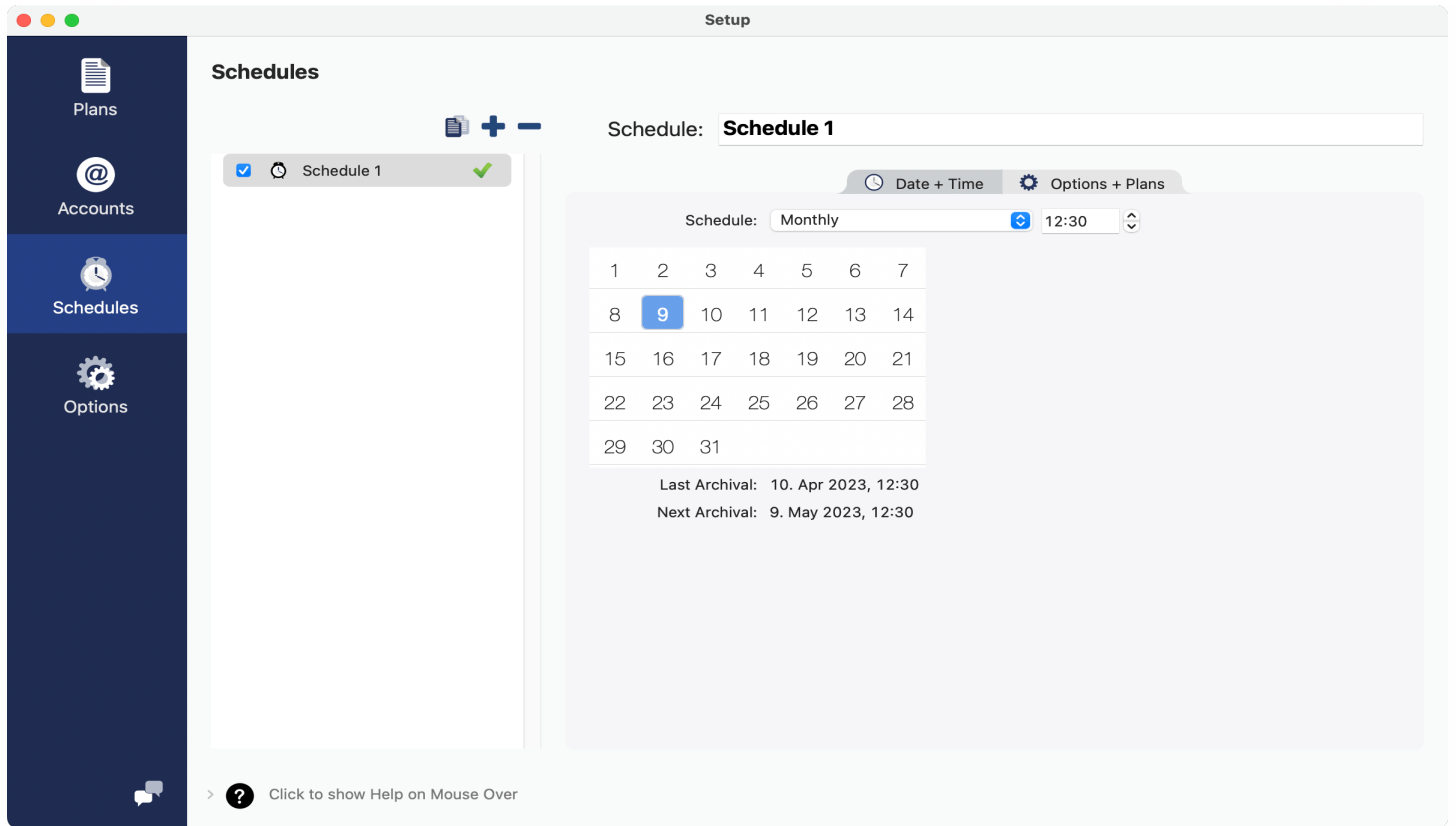 Setup
Plans
@
Accounts
Schedules
Options
Schedules
Schedule 1
Schedule: Schedule 1
Date + Time Options + Plans
Schedule: Monthly 12:30
1 2 3 4 5 6 7
8 9 10 11 12 13 14
15 16 17 18 19 20 21
22 23 24 25 26 27 28
29 30 31
Last Archival: 10. Apr 2023, 12:30
Next Archival: 9. May 2023, 12:30
? Click to show Help on Mouse Over